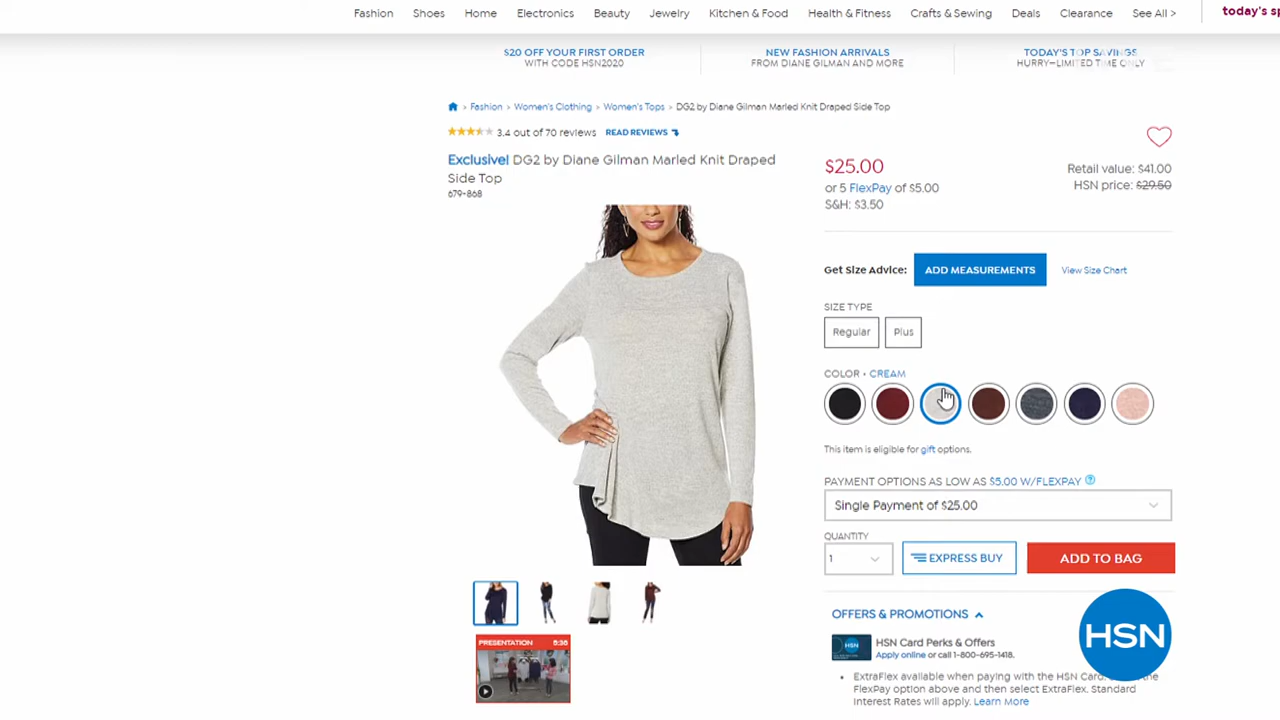 Fashion Shoes Home Electronics Beauty Jewelry Kitchen & Food Health & Fitness Crafts & Sewing Deals Clearance See All >
today's sp
$20 OFF YOUR FIRST ORDER
WITH CODE HSN2020
NEW FASHION ARRIVALS
FROM DIANE GILMAN AND MORE
TODAY'S TOP SAVINGS
HURRY—LIMITED TIME ONLY
> Fashion > Women's Clothing > Women's Tops > DG2 by Diane Gilman Marled Knit Draped Side Top
3.4 out of 70 reviews READ REVIEWS
Exclusive! DG2 by Diane Gilman Marled Knit Draped
Side Top
679-868
$25.00
or 5 FlexPay of $5.00
S&H: $3.50
Retail value: $41.00
HSN price: $29.50
Get Size Advice: ADD MEASUREMENTS View Size Chart
SIZE TYPE
Regular Plus
COLOR • CREAM
This item is eligible for gift options.
PAYMENT OPTIONS AS LOW AS $5.00 W/FLEXPAY ?
Single Payment of $25.00
QUANTITY
1 EXPRESS BUY ADD TO BAG
PRESENTATION 8:38
OFFERS & PROMOTIONS
HSN Card Perks & Offers
Apply online or call 1-800-695-1418.
HSN
ExtraFlex available when paying with the HSN Card. the
FlexPay option above and then select ExtraFlex. Standard
Interest Rates will apply. Learn More